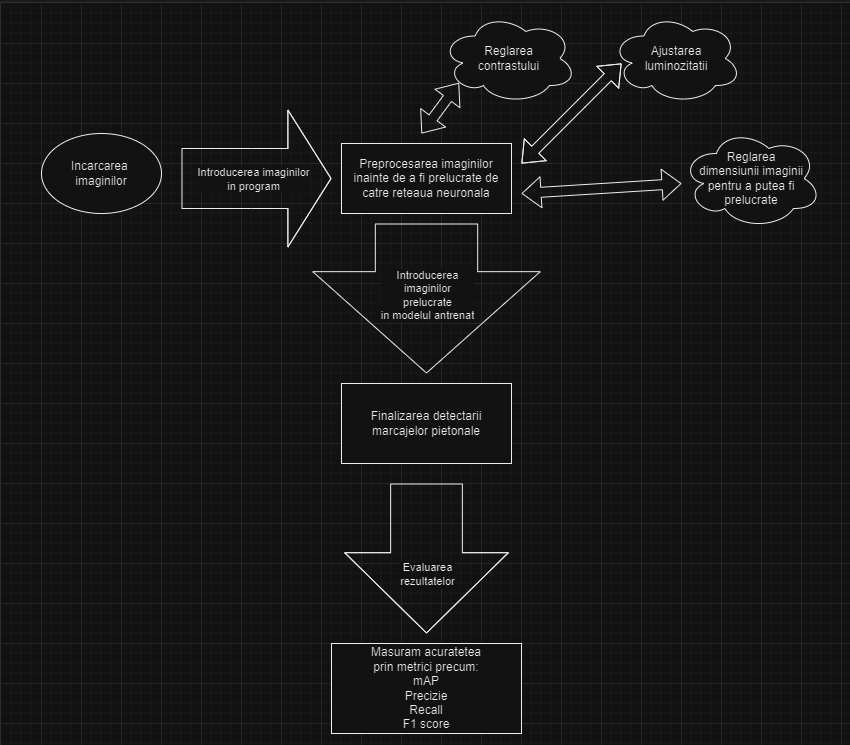 Reglarea
contrastului
Ajustarea
luminozitatii
Incarcarea
imaginilor
Introducerea imaginilor
in program
Preprocesarea imaginilor
inainte de a fi prelucrate de
catre reteaua neuronala
Reglarea
dimensiunii imaginii
pentru a putea fi
prelucrate
Introducerea
imaginilor
prelucrate
in modelul antrenat
Finalizarea detectarii
marcajelor pietonale
Evaluarea
rezultatelor
Masuram acuratetea
prin metrici precum:
mAP
Precizie
Recall
F1 score